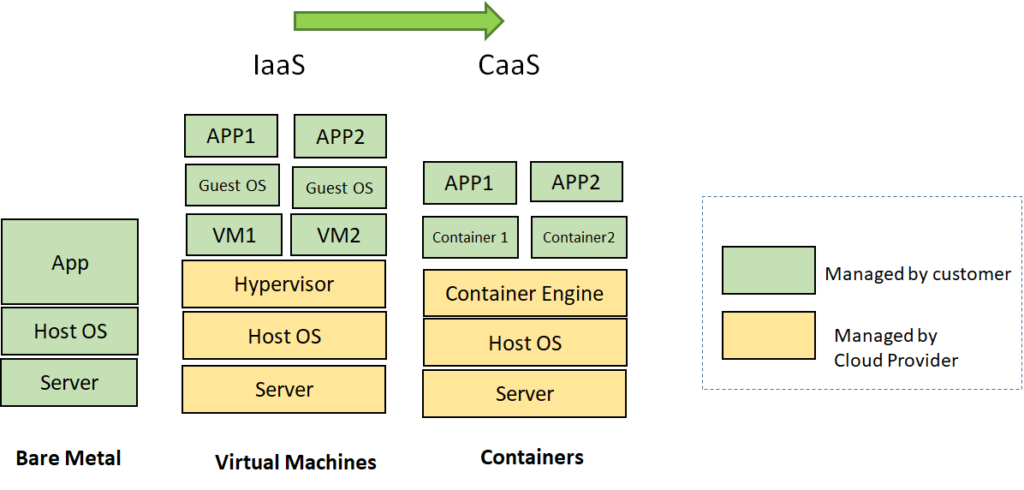 IaaS
CaaS
App
Host OS
Server
Bare Metal
APP1
APP2
Guest OS
Guest OS
VM1
VM2
Hypervisor
Host OS
Server
Virtual Machines
APP1
APP2
Container 1
Container2
Container Engine
Host OS
Server
Containers
Managed by customer
Managed by
Cloud Provider